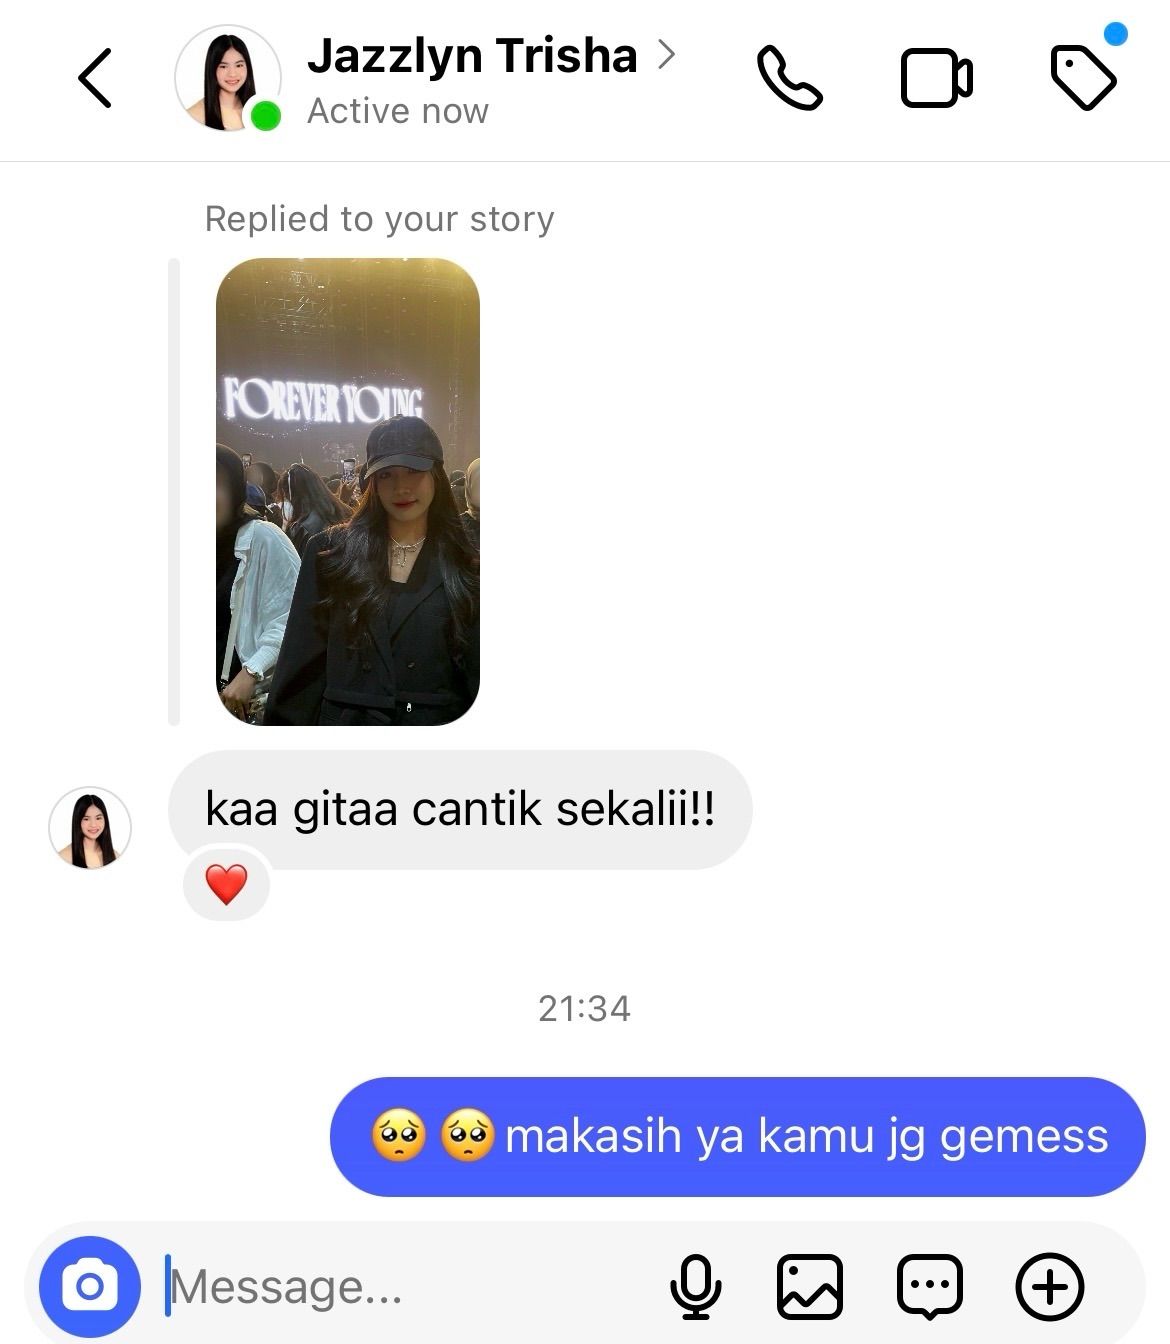 Jazzlyn Trisha
Active now
Replied to your story
FOREVER YOUNG
kaa gitaa cantik sekalii!!
❤️
21:34
🥺 🥺 makasih ya kamu jg gemess
Message...